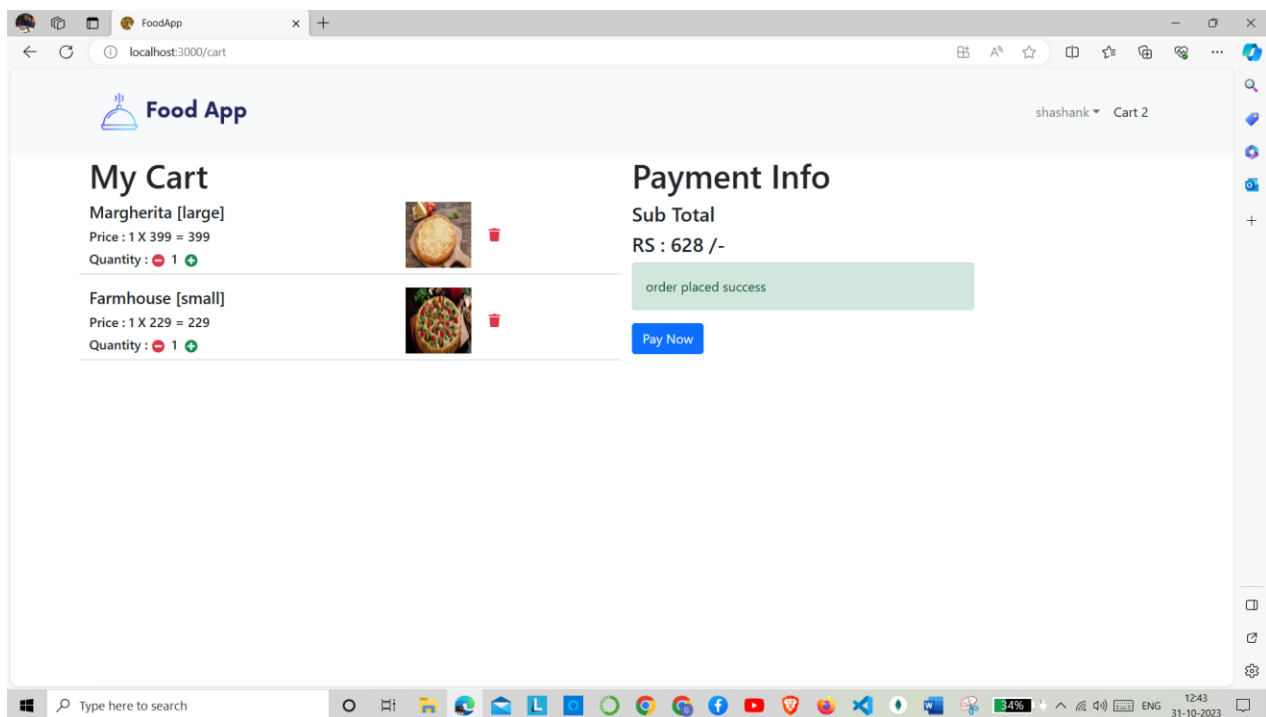 FoodApp
localhost:3000/cart
Food App
shashank Cart 2
My Cart
Margherita [large]
Price : 1 X 399 = 399
Quantity : 1
Farmhouse [small]
Price : 1 X 229 = 229
Quantity : 1
Payment Info
Sub Total
RS : 628 /-
order placed success
Pay Now
Type here to search
34%
ENG
12:43
31-10-2023